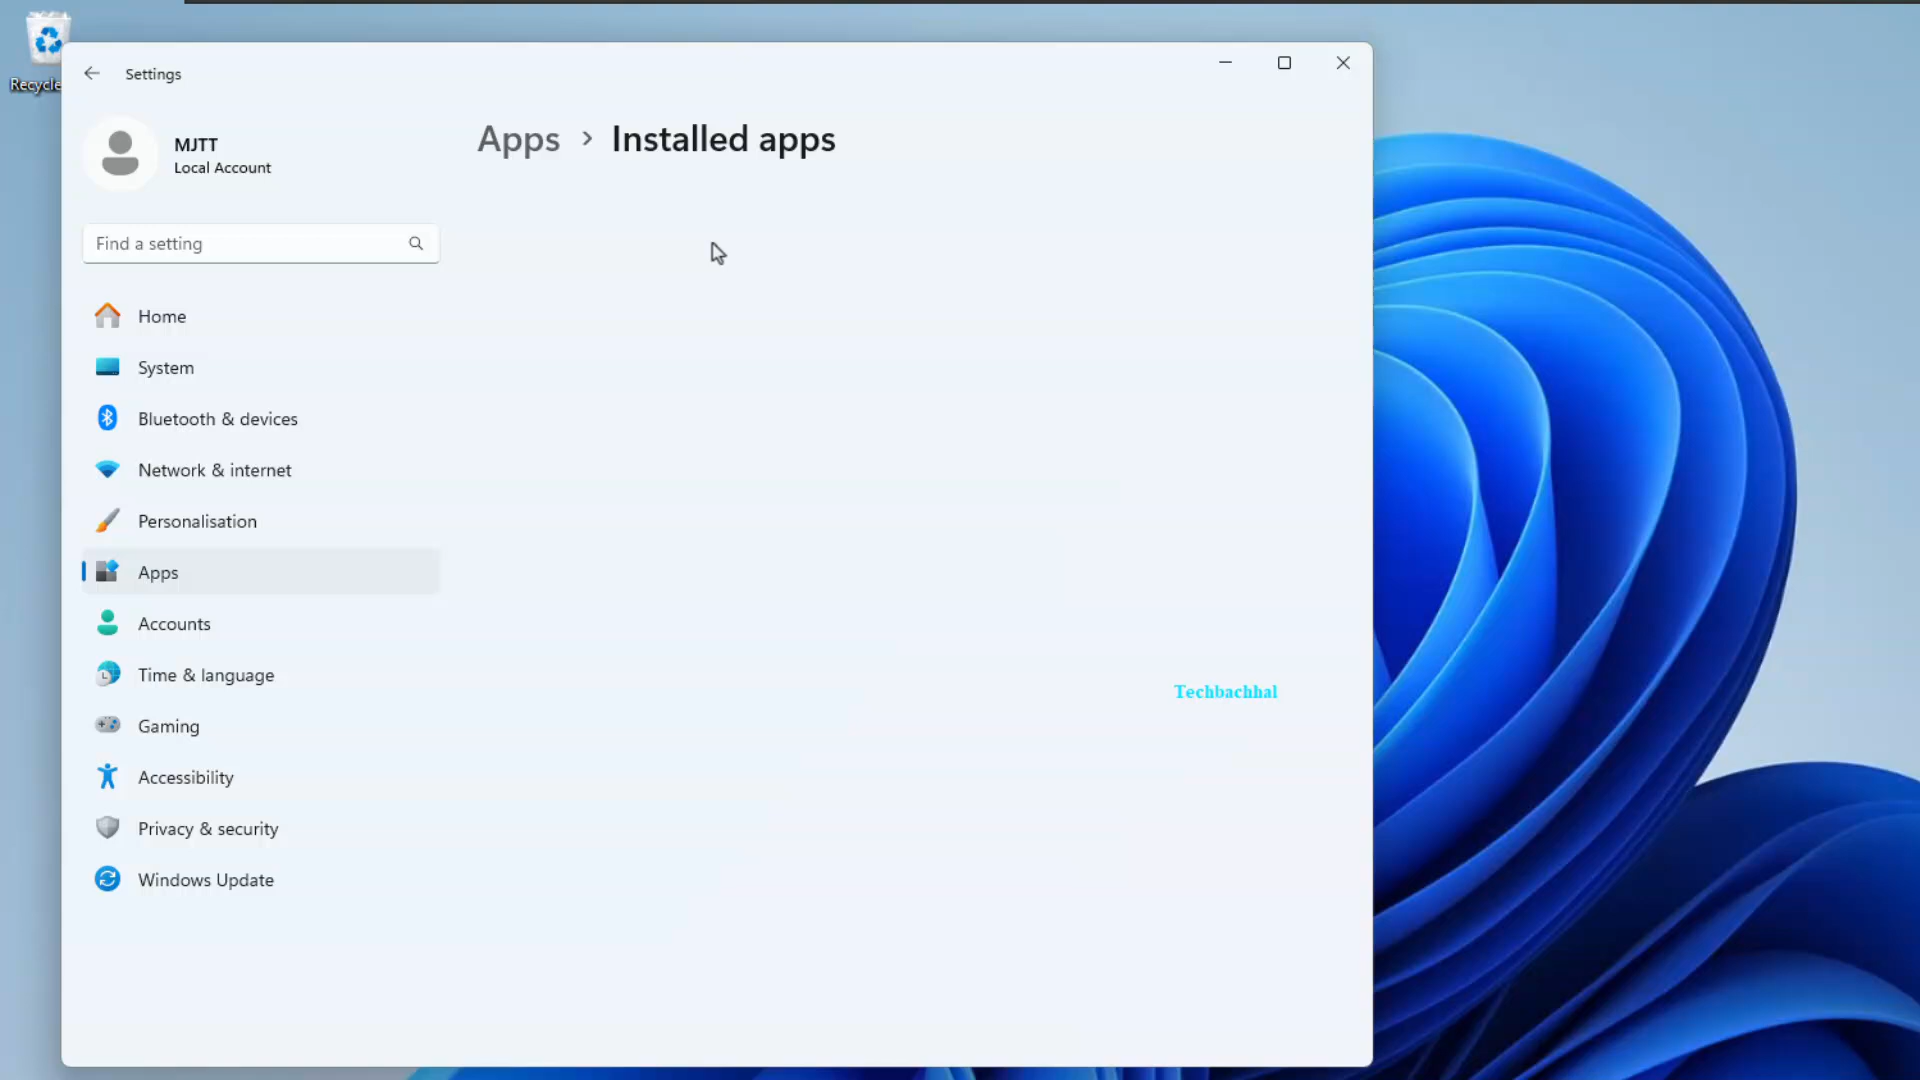 Recycle
Settings
MJTT
Local Account
Apps > Installed apps
Find a setting
Home
System
Bluetooth & devices
Network & internet
Personalisation
Apps
Accounts
Time & language
Gaming
Accessibility
Privacy & security
Windows Update
Techbachhal